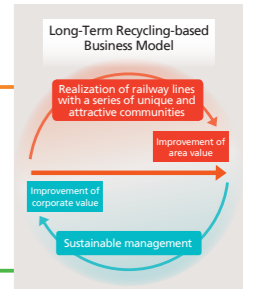 Long-Term Recycling-based
Business Model
Realization of railway lines
with a series of unique and
attractive communities
Improvement of
area value
Improvement of
corporate value
Sustainable management